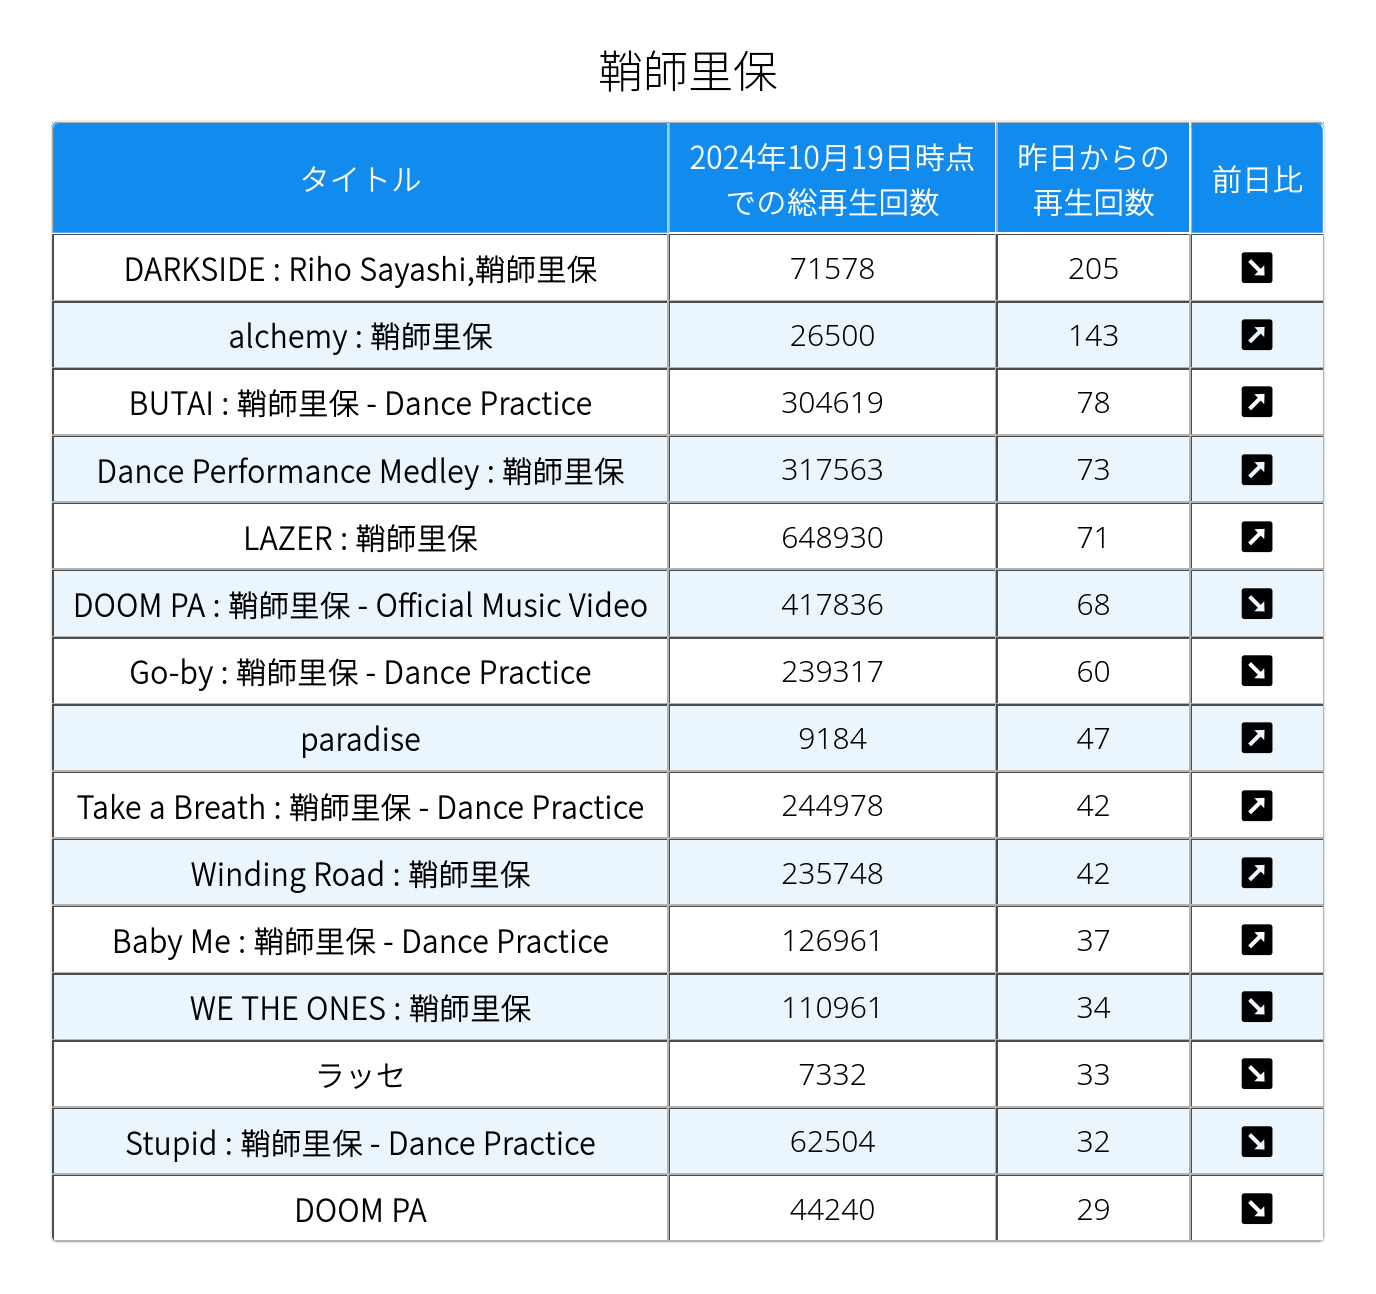 鞘師里保
タイトル
2024年10月19日時点
での総再生回数
昨日からの
再生回数
前日比
DARKSIDE : Riho Sayashi,鞘師里保 71578 205
alchemy : 鞘師里保 26500 143
BUTAI : 鞘師里保 - Dance Practice 304619 78
Dance Performance Medley : 鞘師里保 317563 73
LAZER : 鞘師里保 648930 71
DOOM PA : 鞘師里保 - Official Music Video 417836 68
Go-by : 鞘師里保 - Dance Practice 239317 60
paradise 9184 47
Take a Breath : 鞘師里保 - Dance Practice 244978 42
Winding Road : 鞘師里保 235748 42
Baby Me : 鞘師里保 - Dance Practice 126961 37
WE THE ONES : 鞘師里保 110961 34
ラッセ 7332 33
Stupid : 鞘師里保 - Dance Practice 62504 32
DOOM PA 44240 29